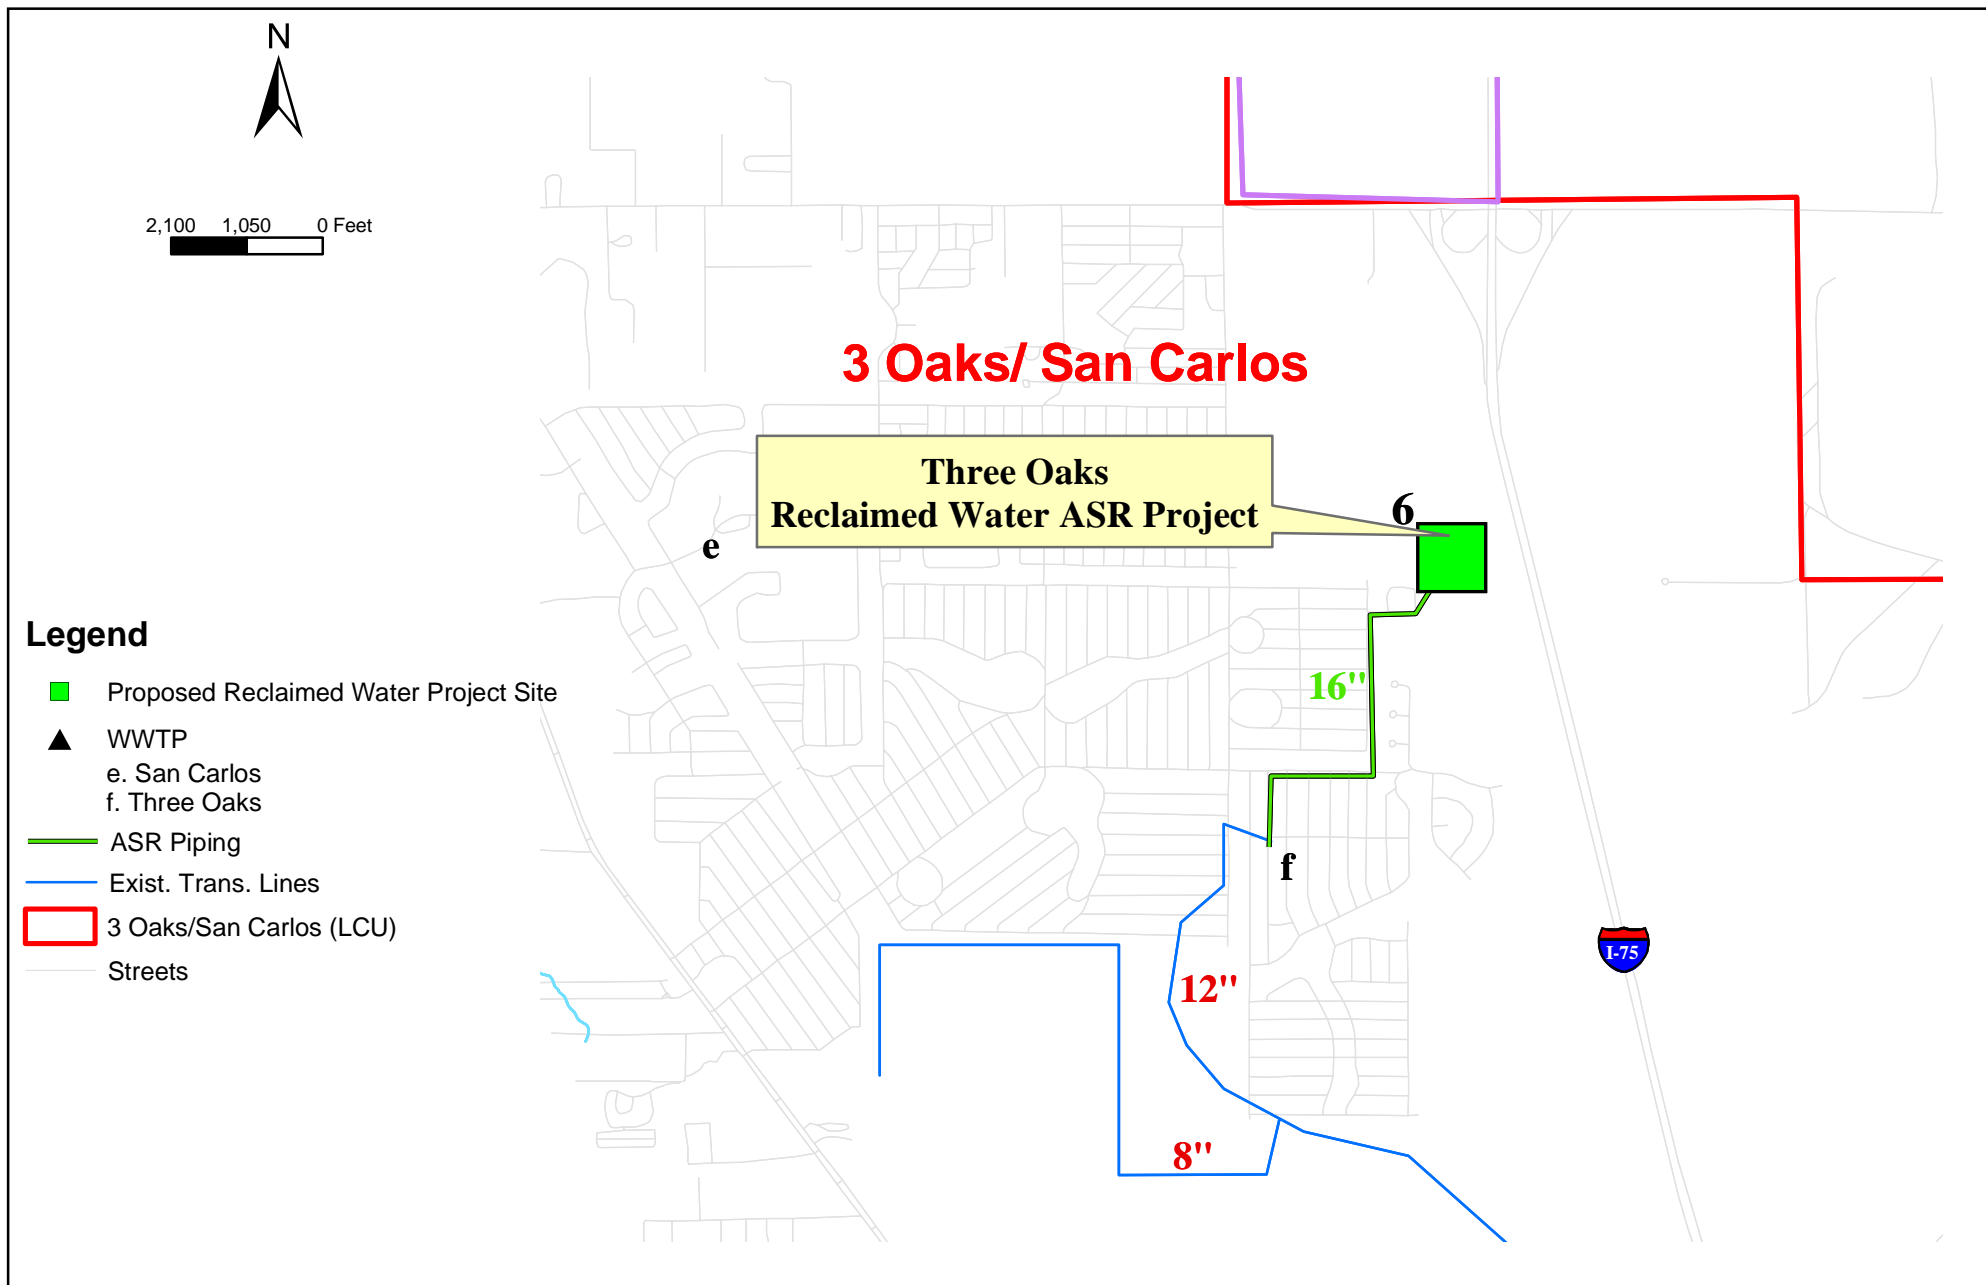 N
2,100 1,050 0 Feet
3 Oaks/ San Carlos
Three Oaks
Reclaimed Water ASR Project
6
e
Legend
Proposed Reclaimed Water Project Site
WWTP
e. San Carlos
f. Three Oaks
ASR Piping
Exist. Trans. Lines
3 Oaks/San Carlos (LCU)
Streets
16"
f
I-75
12"
8"